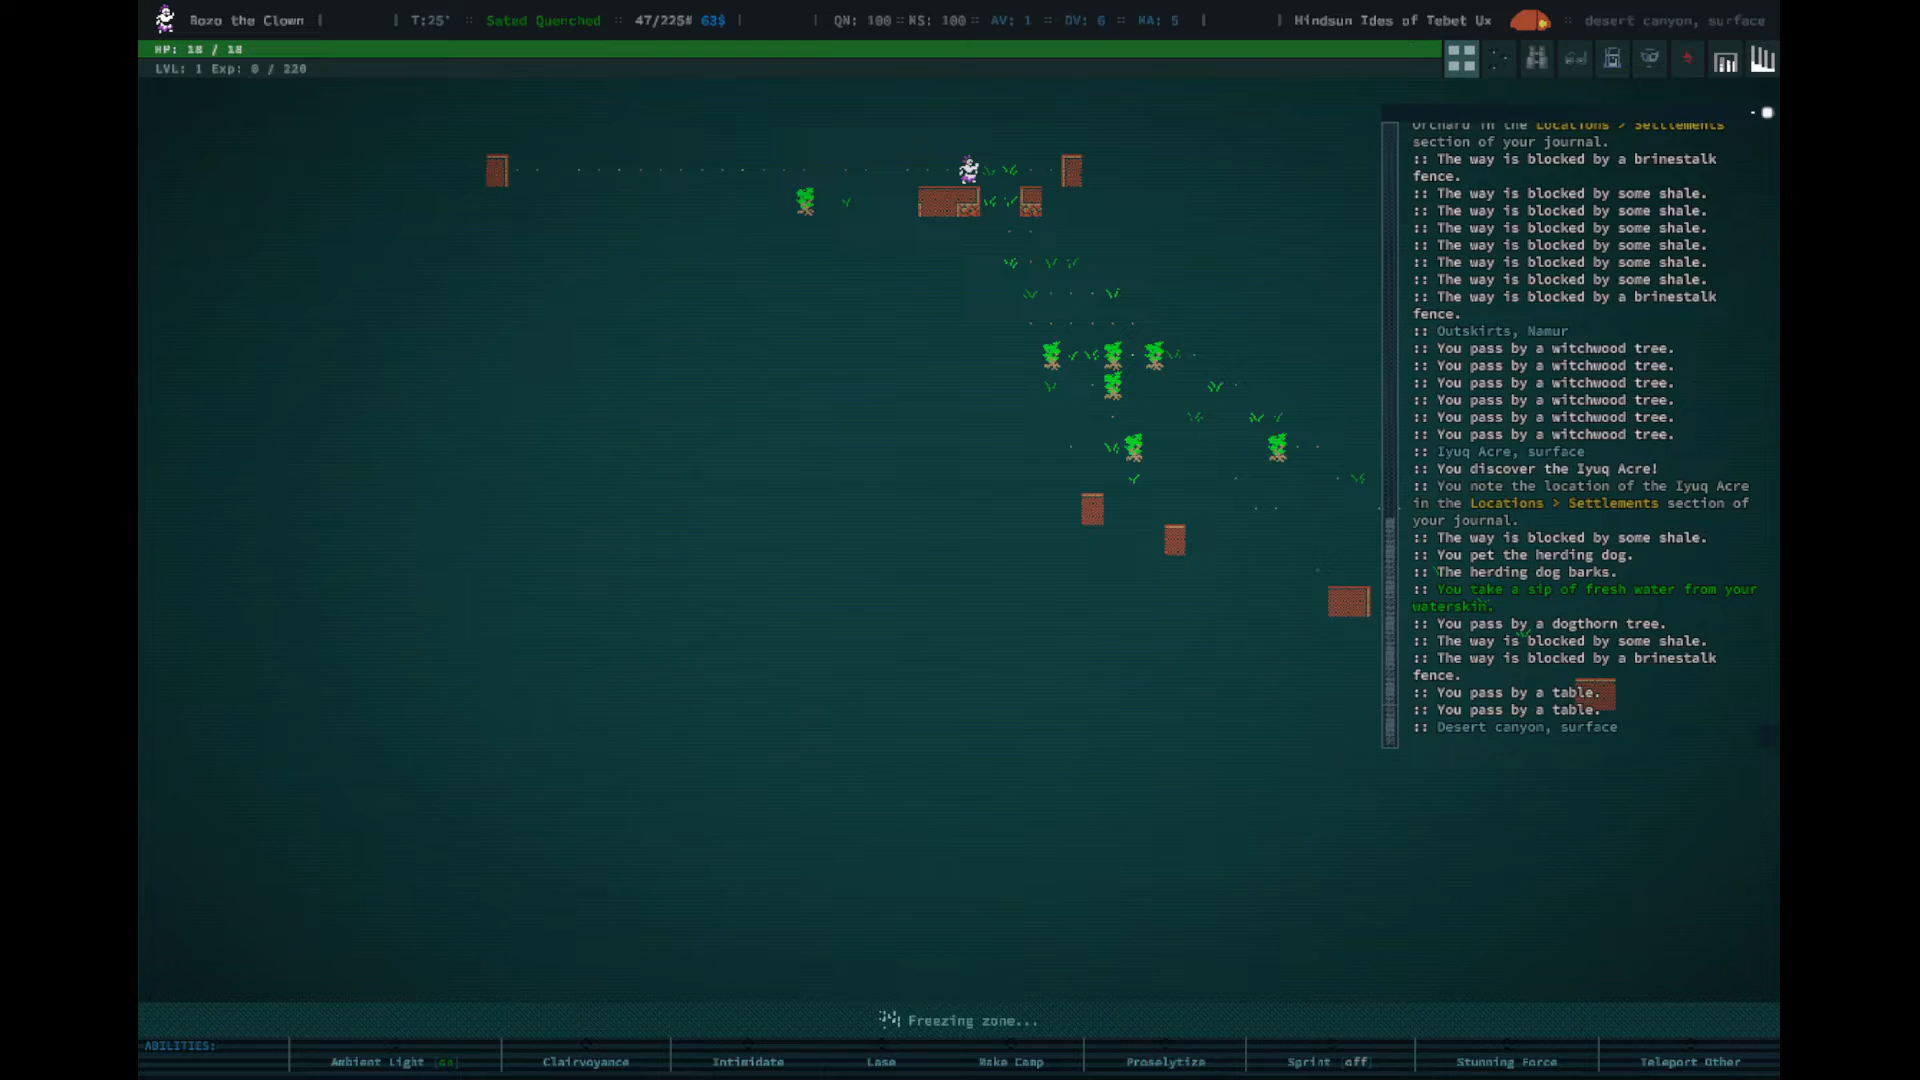 Bozo the Clown
T:25° :: Sated Quenched :: 47/225# 63$
QN: 100 :: MS: 100 :: AV: 1 :: DV: 6 :: MA: 5
Hindsun Ides of Tebet Ux
:: desert canyon, surface
HP: 18 / 18
LVL: 1 Exp: 0 / 220
Orchard in the Locations > Settlements
section of your journal.
:: The way is blocked by a brinestalk
fence.
:: The way is blocked by some shale.
:: The way is blocked by some shale.
:: The way is blocked by some shale.
:: The way is blocked by some shale.
:: The way is blocked by some shale.
:: The way is blocked by some shale.
:: The way is blocked by a brinestalk
fence.
:: Outskirts, Namur
:: You pass by a witchwood tree.
:: You pass by a witchwood tree.
:: You pass by a witchwood tree.
:: You pass by a witchwood tree.
:: You pass by a witchwood tree.
:: You pass by a witchwood tree.
:: Iyuq Acre, surface
:: You discover the Iyuq Acre!
:: You note the location of the Iyuq Acre
in the Locations > Settlements section of
your journal.
:: The way is blocked by some shale.
:: You pet the herding dog.
:: The herding dog barks.
:: You take a sip of fresh water from your
waterskin.
:: You pass by a dogthorn tree.
:: The way is blocked by some shale.
:: The way is blocked by a brinestalk
fence.
:: You pass by a table.
:: You pass by a table.
:: Desert canyon, surface
Freezing zone...
ABILITIES:
Ambient Light [on]
Clairvoyance
Intimidate
Lase
Make Camp
Proselytize
Sprint [off]
Stunning Force
Teleport Other